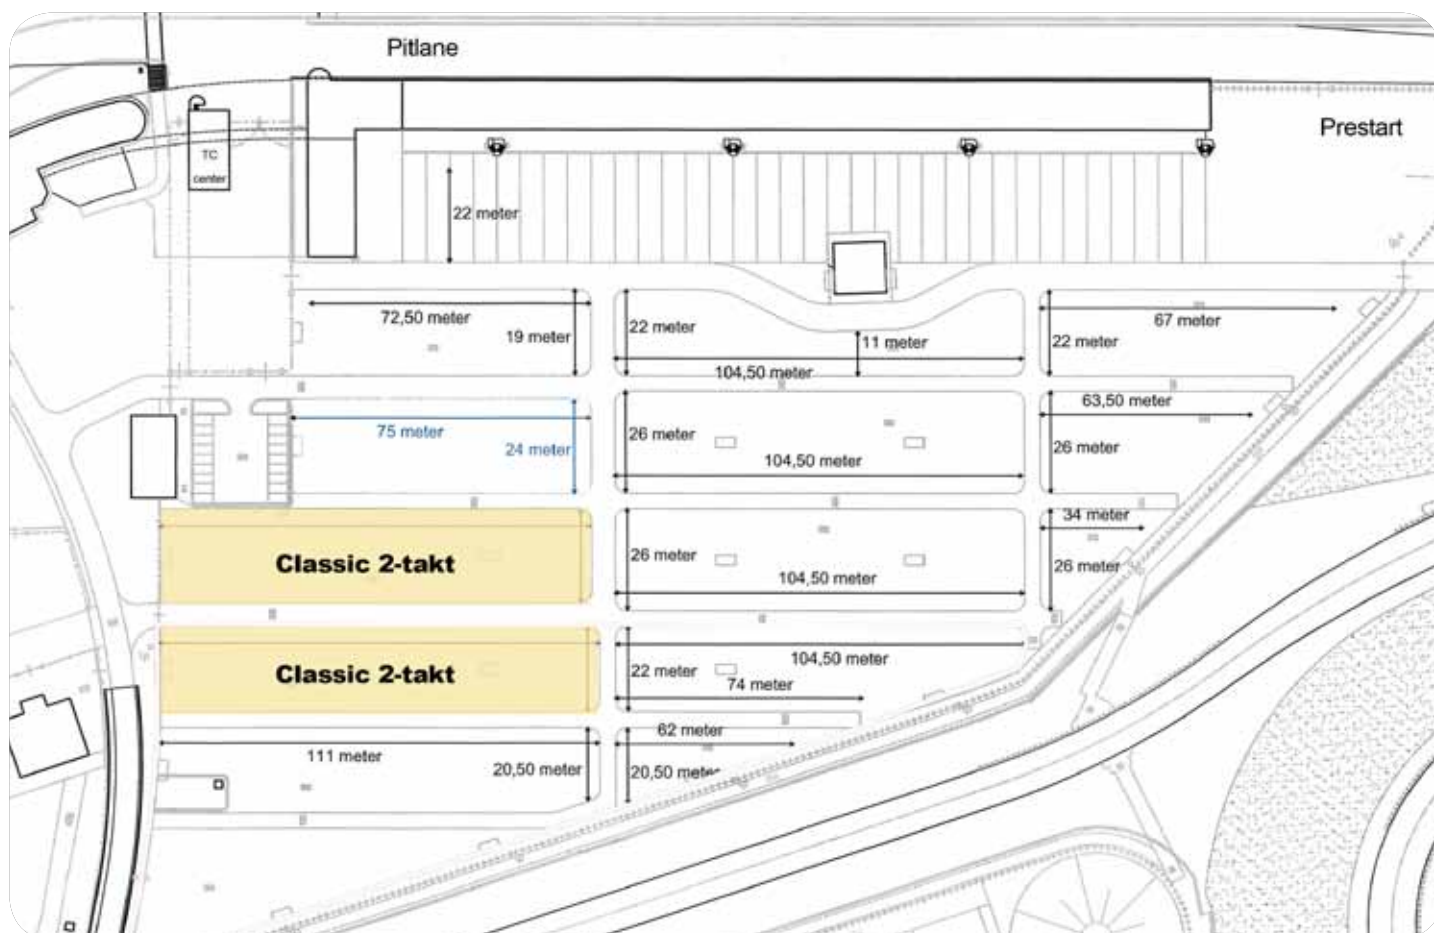 Pitlane
Prestart
TC
center
22 meter
72,50 meter
19 meter
22 meter
11 meter
104,50 meter
67 meter
22 meter
75 meter
24 meter
26 meter
104,50 meter
63,50 meter
26 meter
Classic 2-takt
26 meter
104,50 meter
34 meter
26 meter
Classic 2-takt
22 meter
104,50 meter
74 meter
111 meter
20,50 meter
62 meter
20,50 meter